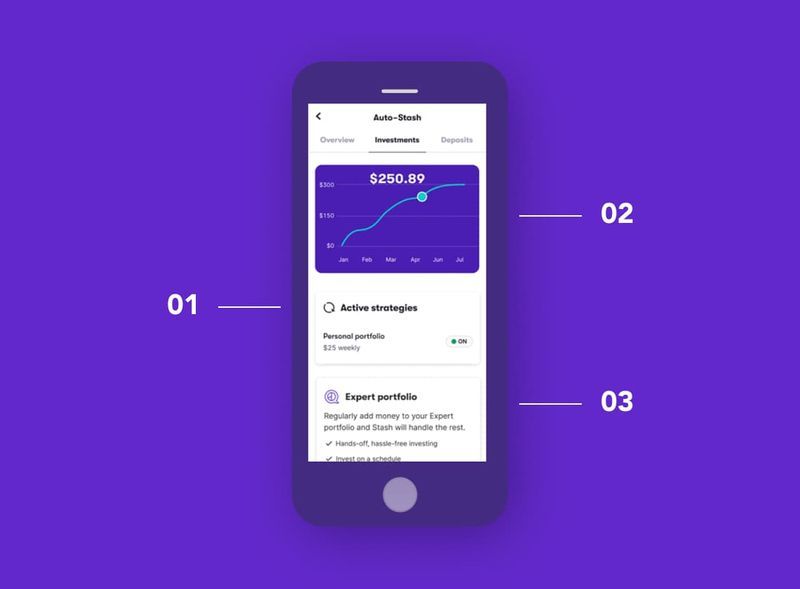 Auto-Stash
Overview Investments Deposits
$250.89
$300
$150
$0
Jan Feb Mar Apr Jun Jul
02
01
Active strategies
Personal portfolio
$25 weekly
ON
Expert portfolio
03
Regularly add money to your Expert
portfolio and Stash will handle the rest.
Hands-off, hassle-free investing
Invest on a schedule